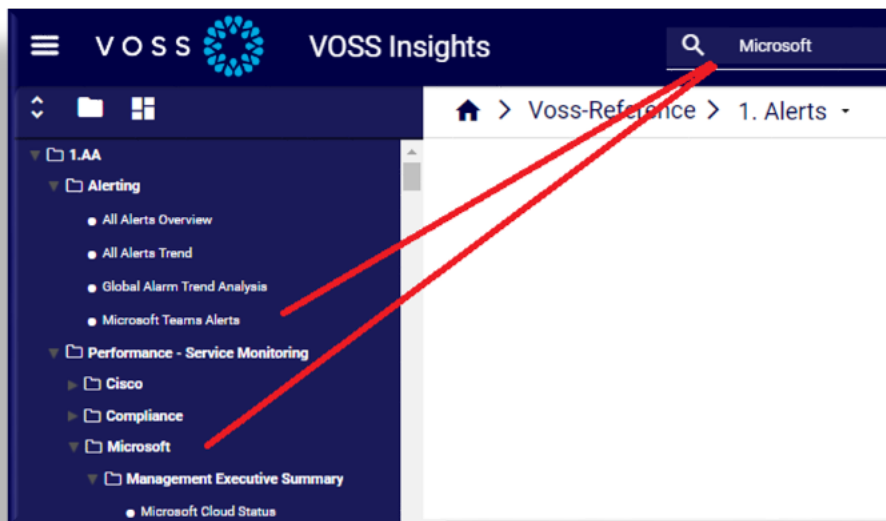 VOSS
VOSS Insights
Microsoft
Voss-Reference > 1. Alerts
1.AA
Alerting
All Alerts Overview
All Alerts Trend
Global Alarm Trend Analysis
Microsoft Teams Alerts
Performance - Service Monitoring
Cisco
Compliance
Microsoft
Management Executive Summary
Microsoft Cloud Status